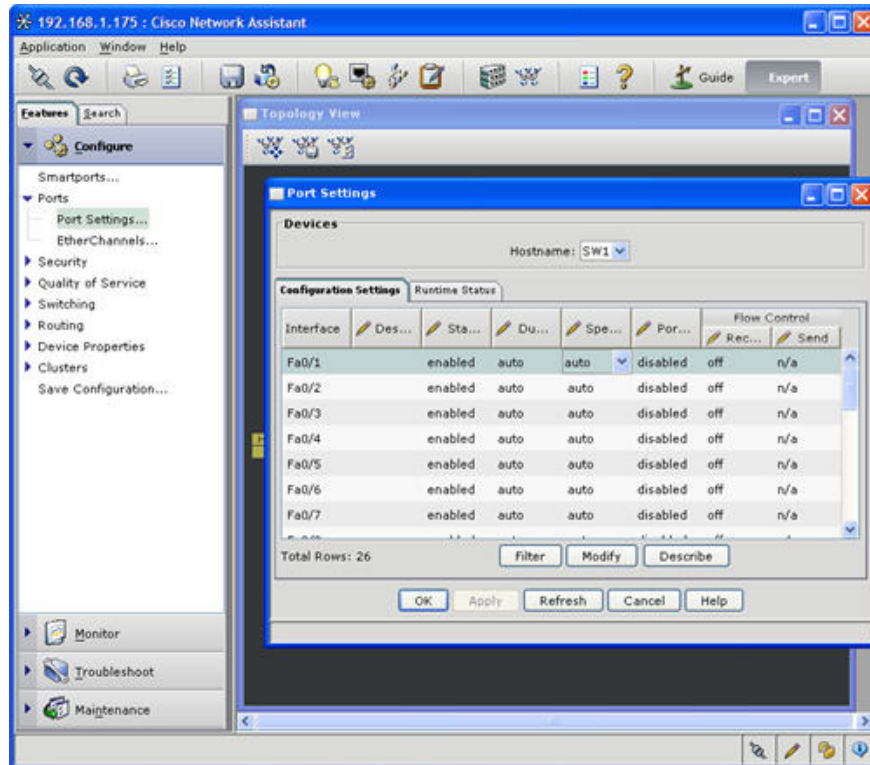 192.168.1.175 : Cisco Network Assistant
Application Window Help
Guide Expert
Features Search
Configure
Smartports...
Ports
Port Settings...
EtherChannels...
Security
Quality of Service
Switching
Routing
Device Properties
Clusters
Save Configuration...
Monitor
Troubleshoot
Maintenance
Topology View
Port Settings
Devices
Hostname: SW1
Configuration Settings Runtime Status
Flow Control
Interface Des... Sta... Du... Spe... Por... Rec... Send
Fa0/1 enabled auto auto disabled off n/a
Fa0/2 enabled auto auto disabled off n/a
Fa0/3 enabled auto auto disabled off n/a
Fa0/4 enabled auto auto disabled off n/a
Fa0/5 enabled auto auto disabled off n/a
Fa0/6 enabled auto auto disabled off n/a
Fa0/7 enabled auto auto disabled off n/a
Total Rows: 26 Filter Modify Describe
OK Apply Refresh Cancel Help